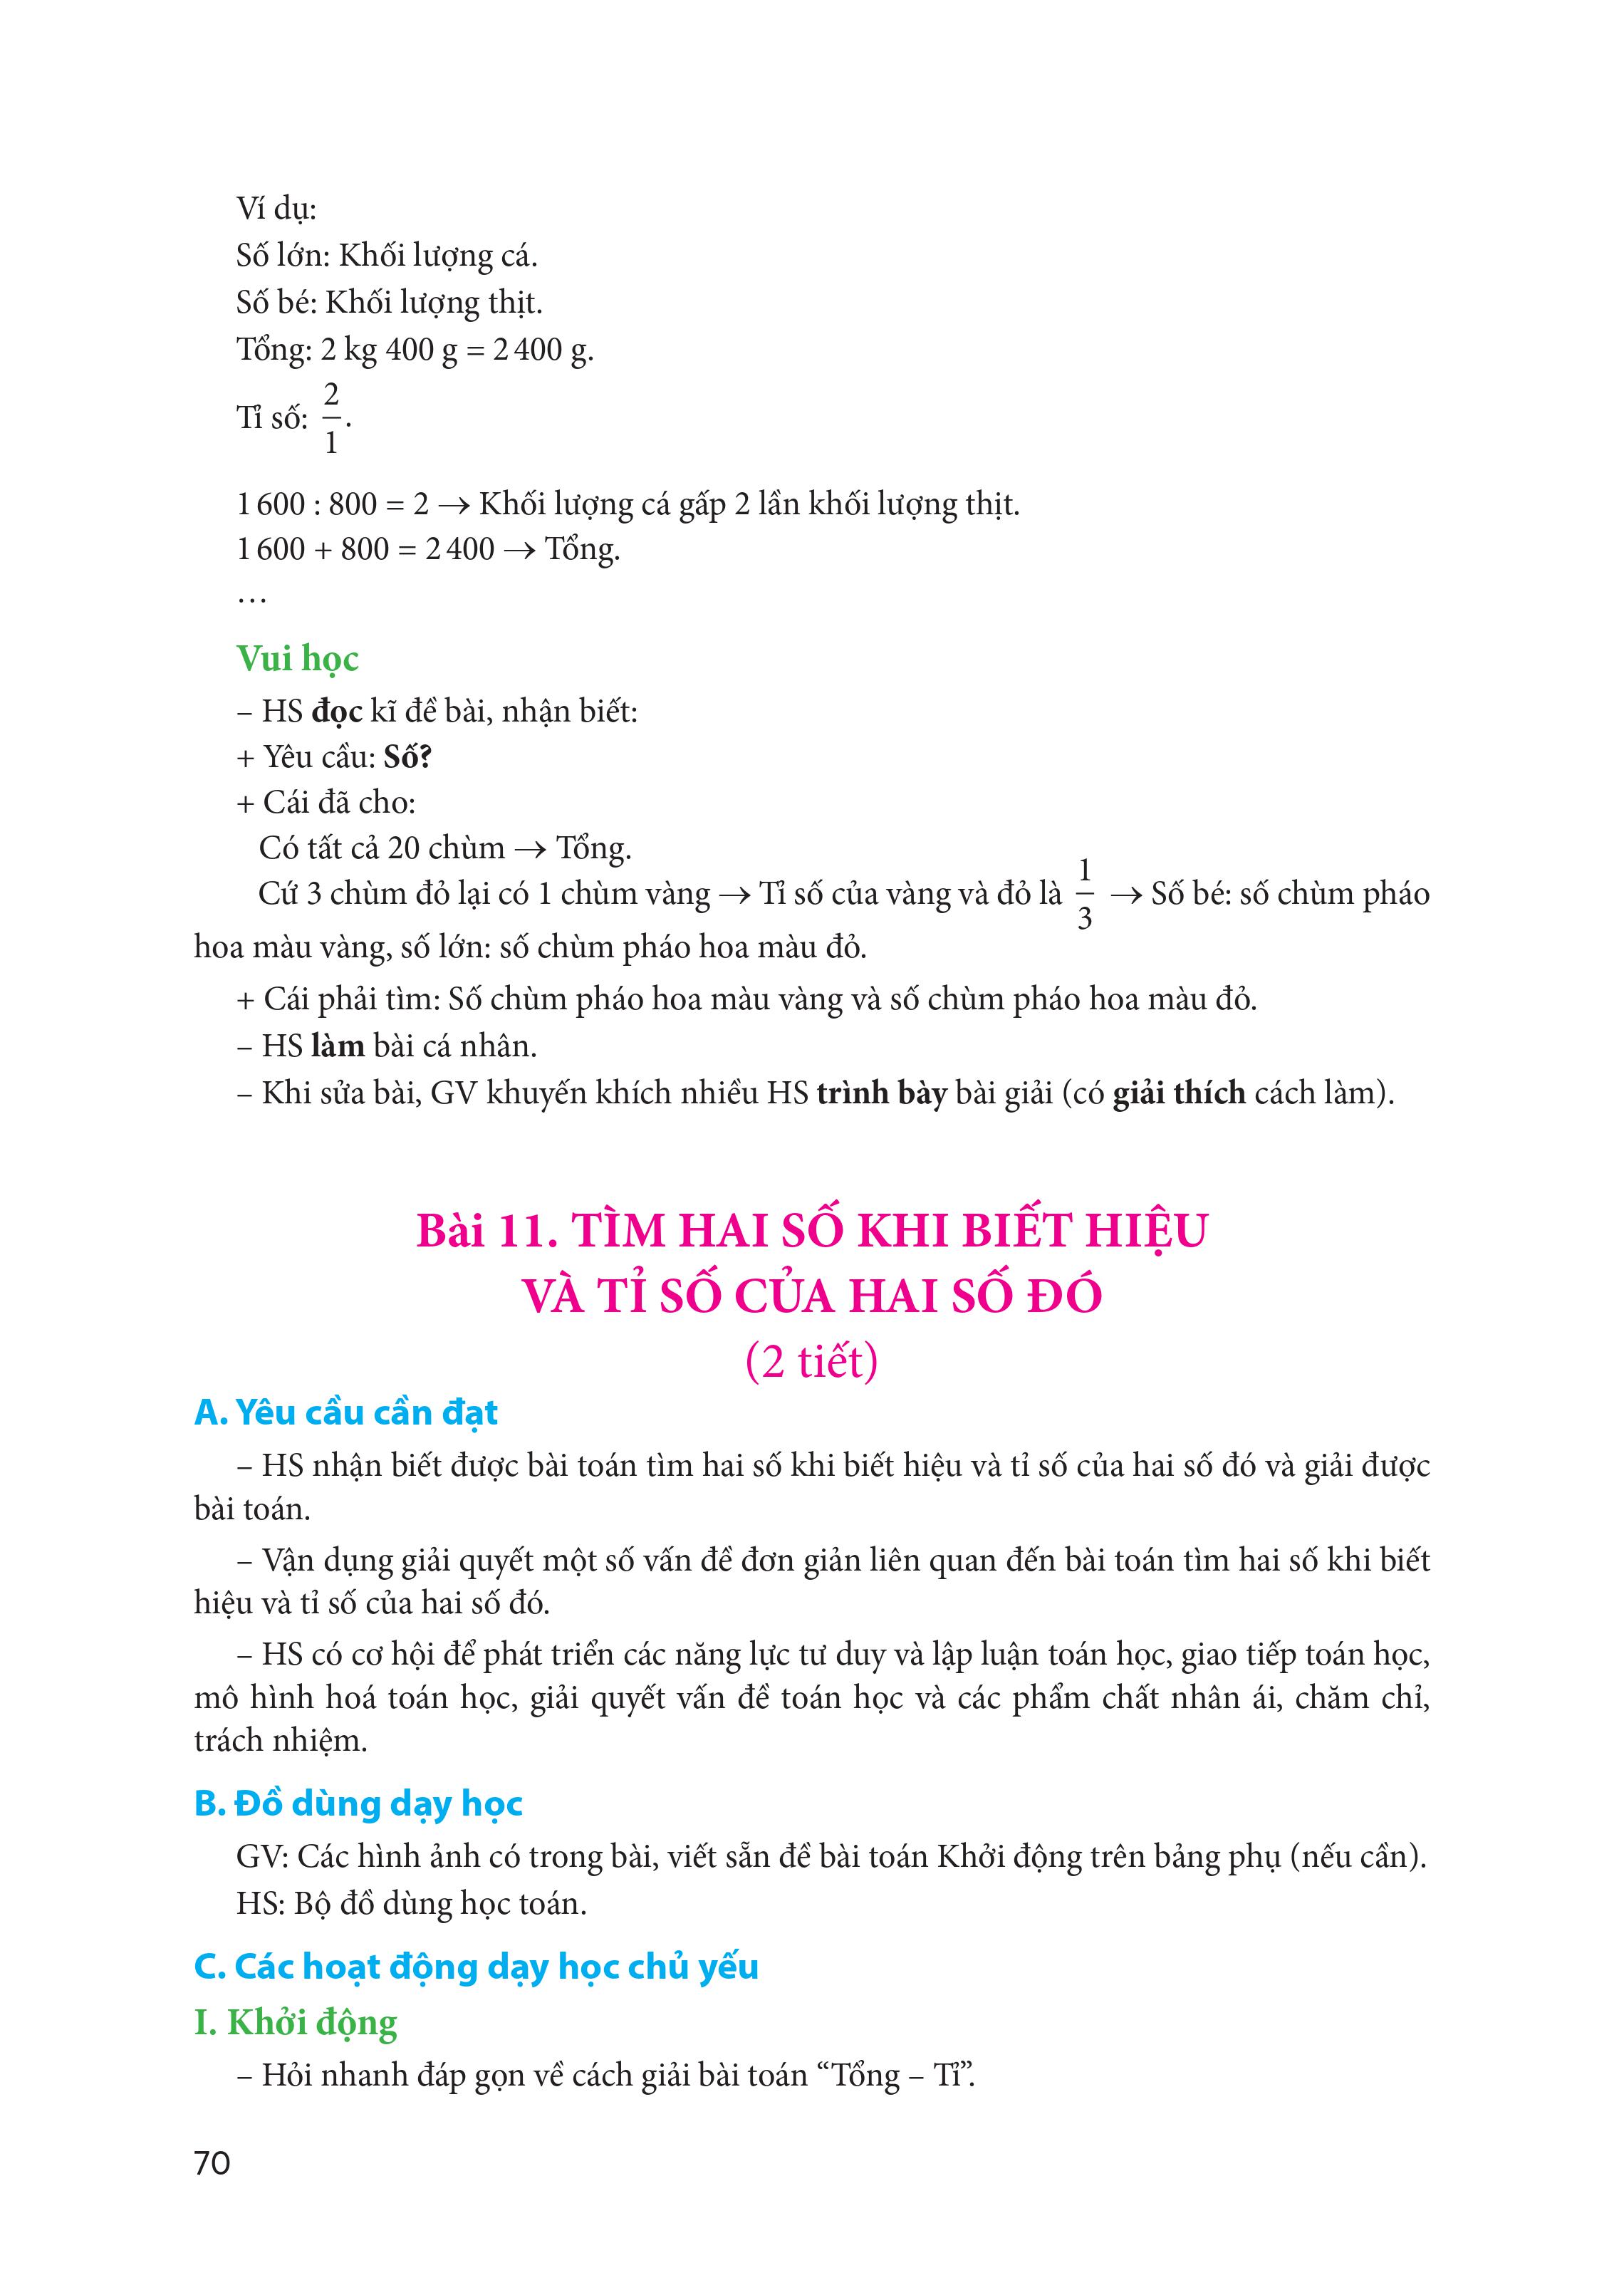 Ví dụ:
Số lớn: Khối lượng cá.
Số bé: Khối lượng thịt.
Tổng: 2 kg 400 g = 2 400 g.
Tỉ số: 2/1.
1 600 : 800 = 2 → Khối lượng cá gấp 2 lần khối lượng thịt.
1 600 + 800 = 2 400 → Tổng.
…
Vui học
– HS đọc kĩ đề bài, nhận biết:
+ Yêu cầu: Số?
+ Cái đã cho:
Có tất cả 20 chùm → Tổng.
Cứ 3 chùm đỏ lại có 1 chùm vàng → Tỉ số của vàng và đỏ là 1/3 → Số bé: số chùm pháo
hoa màu vàng, số lớn: số chùm pháo hoa màu đỏ.
+ Cái phải tìm: Số chùm pháo hoa màu vàng và số chùm pháo hoa màu đỏ.
– HS làm bài cá nhân.
– Khi sửa bài, GV khuyến khích nhiều HS trình bày bài giải (có giải thích cách làm).
Bài 11. TÌM HAI SỐ KHI BIẾT HIỆU
VÀ TỈ SỐ CỦA HAI SỐ ĐÓ
(2 tiết)
A. Yêu cầu cần đạt
– HS nhận biết được bài toán tìm hai số khi biết hiệu và tỉ số của hai số đó và giải được
bài toán.
– Vận dụng giải quyết một số vấn đề đơn giản liên quan đến bài toán tìm hai số khi biết
hiệu và tỉ số của hai số đó.
– HS có cơ hội để phát triển các năng lực tư duy và lập luận toán học, giao tiếp toán học,
mô hình hoá toán học, giải quyết vấn đề toán học và các phẩm chất nhân ái, chăm chỉ,
trách nhiệm.
B. Đồ dùng dạy học
GV: Các hình ảnh có trong bài, viết sẵn đề bài toán Khởi động trên bảng phụ (nếu cần).
HS: Bộ đồ dùng học toán.
C. Các hoạt động dạy học chủ yếu
I. Khởi động
– Hỏi nhanh đáp gọn về cách giải bài toán “Tổng – Tỉ”.
70